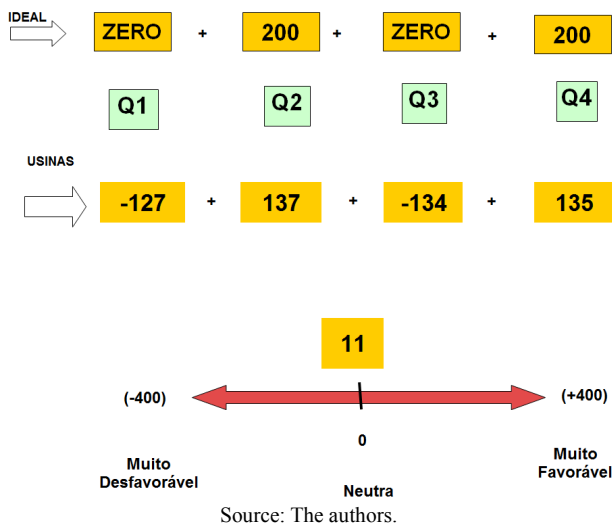 IDEAL
ZERO + 200 + ZERO + 200
Q1 Q2 Q3 Q4
USINAS
-127 + 137 + -134 + 135
11
(-400) (+400)
0
Muito Desfavorável
Neutra
Muito Favorável
Source: The authors.